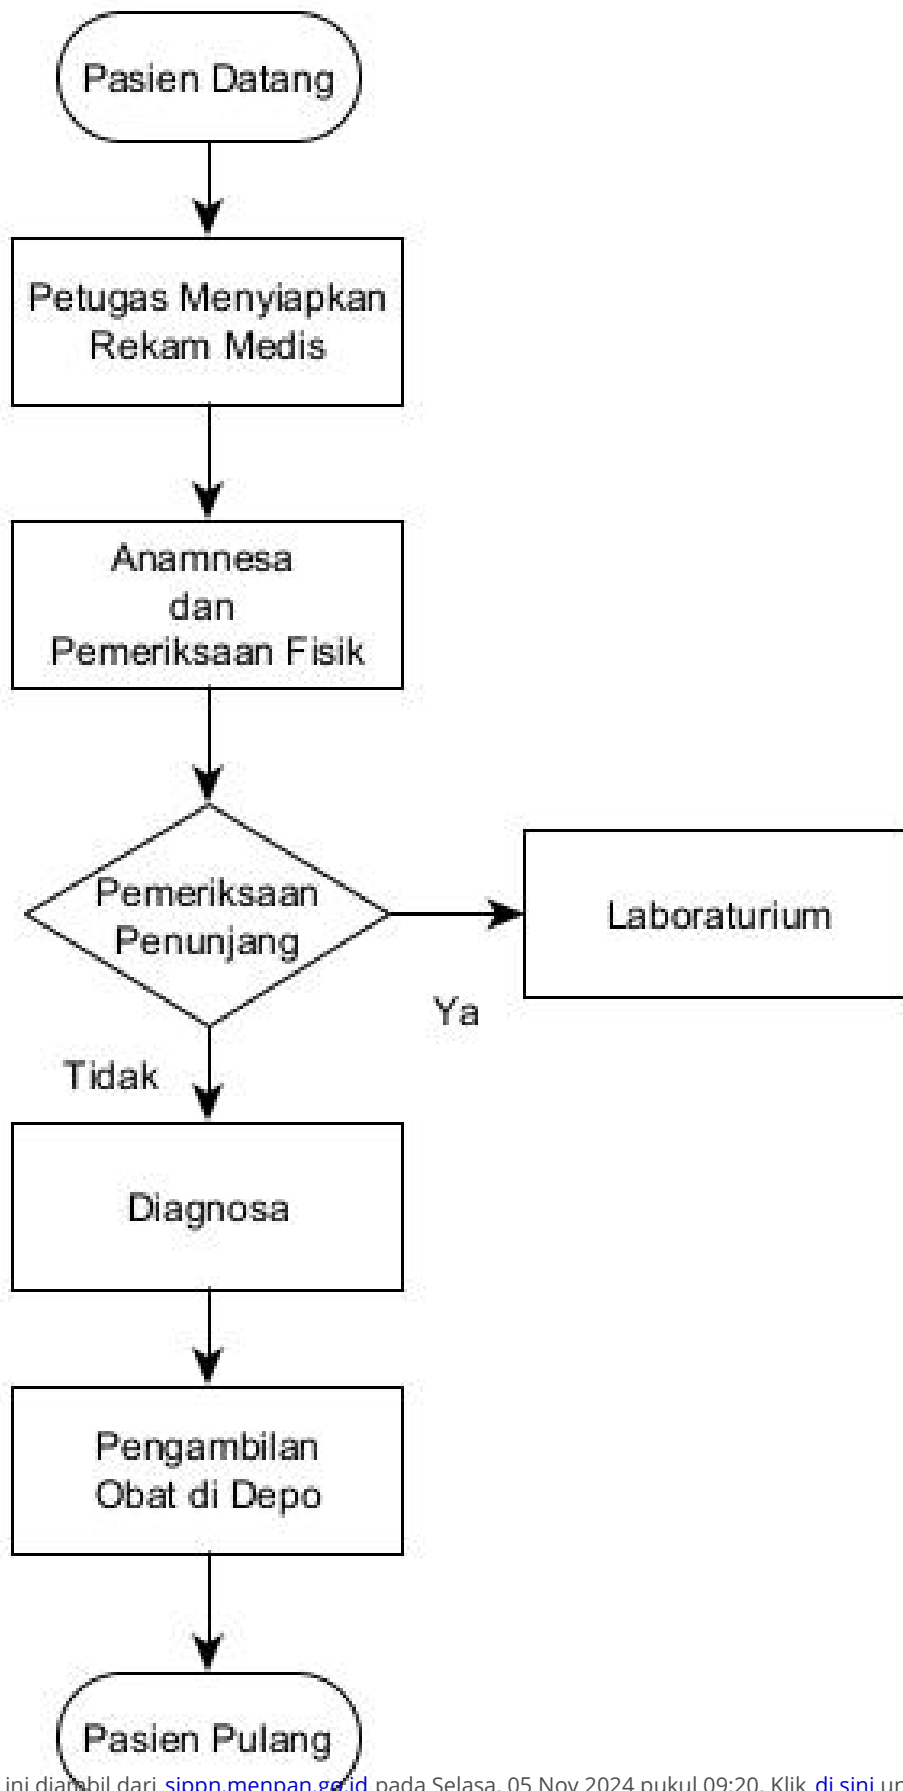 Pasien Datang
Petugas Menyiapkan
Rekam Medis
Anamnesa
dan
Pemeriksaan Fisik
Pemeriksaan
Penunjang
Laboraturium
Ya
Tidak
Diagnosa
Pengambilan
Obat di Depo
Pasien Pulang
ini diambil dari sippn.menpan.go.id pada Selasa, 05 Nov 2024 pukul 09:20. Klik di sini